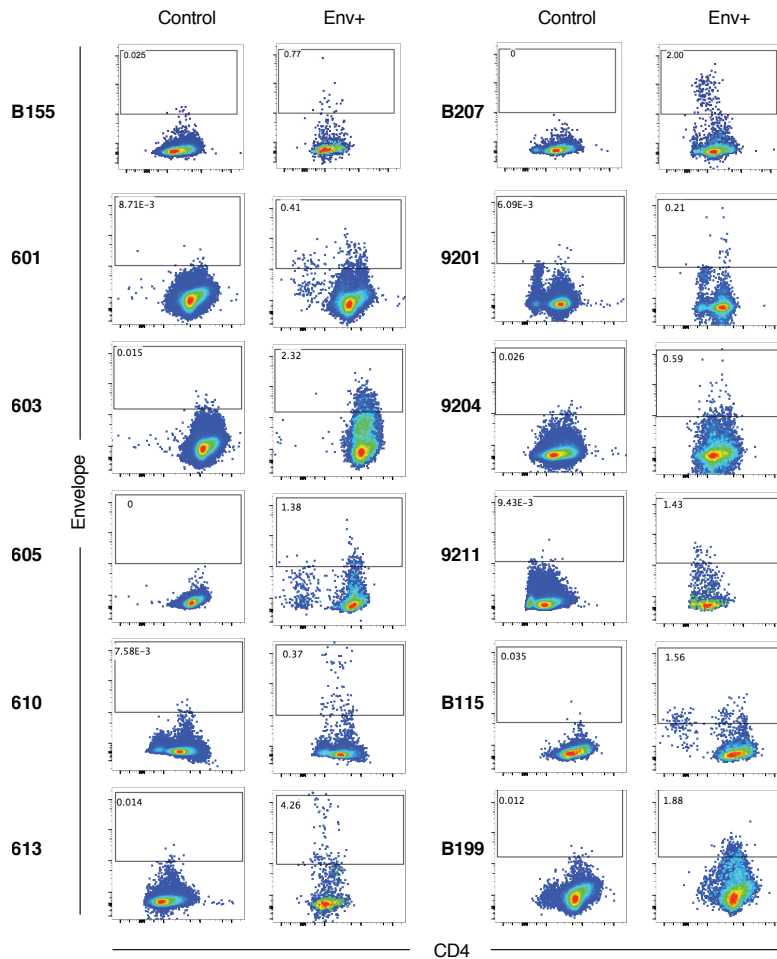 Control Env+ Control Env+
B155 0.025 0.77 B207 0 2.00
601 8.71E-3 0.41 9201 6.09E-3 0.21
603 0.015 2.32 9204 0.026 0.59
Envelope
605 0 1.38 9211 9.43E-3 1.43
610 7.58E-3 0.37 B115 0.035 1.56
613 0.014 4.26 B199 0.012 1.88
CD4